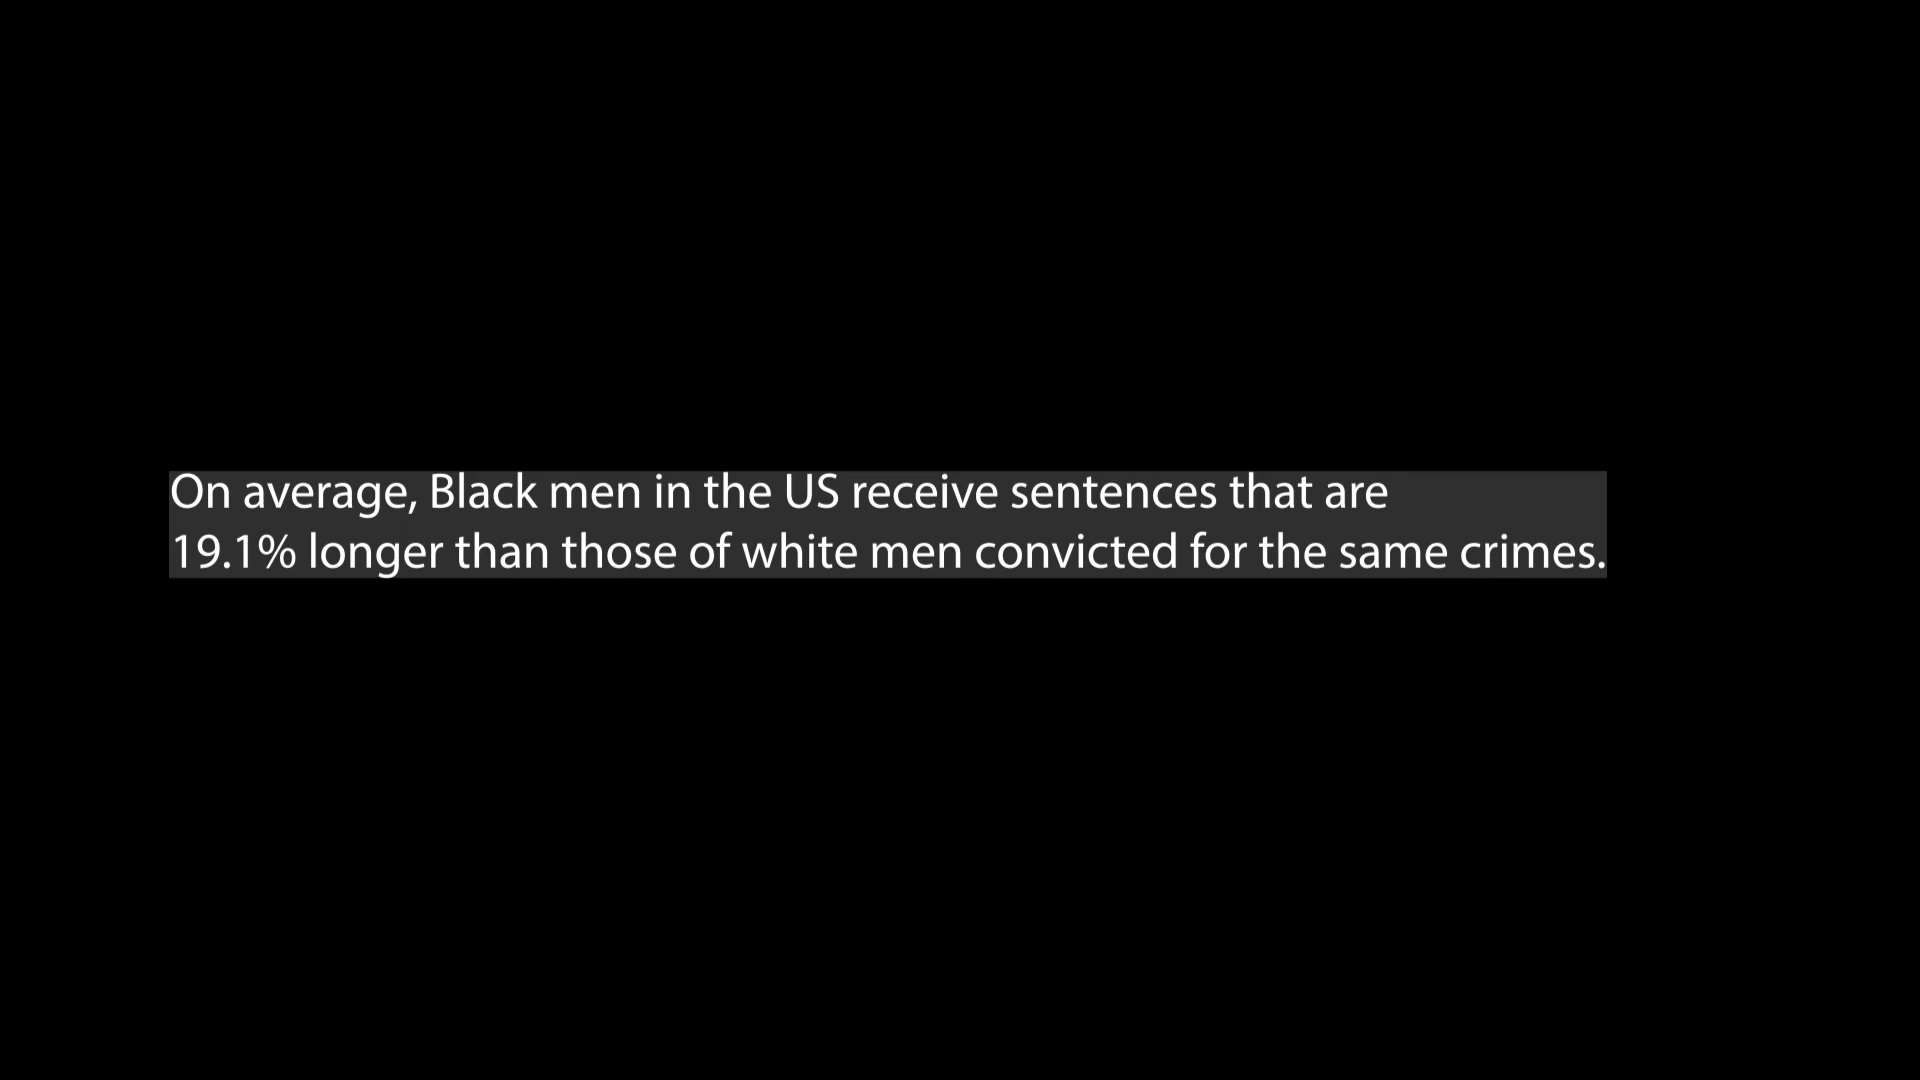 On average, Black men in the US receive sentences that are
19.1% longer than those of white men convicted for the same crimes.